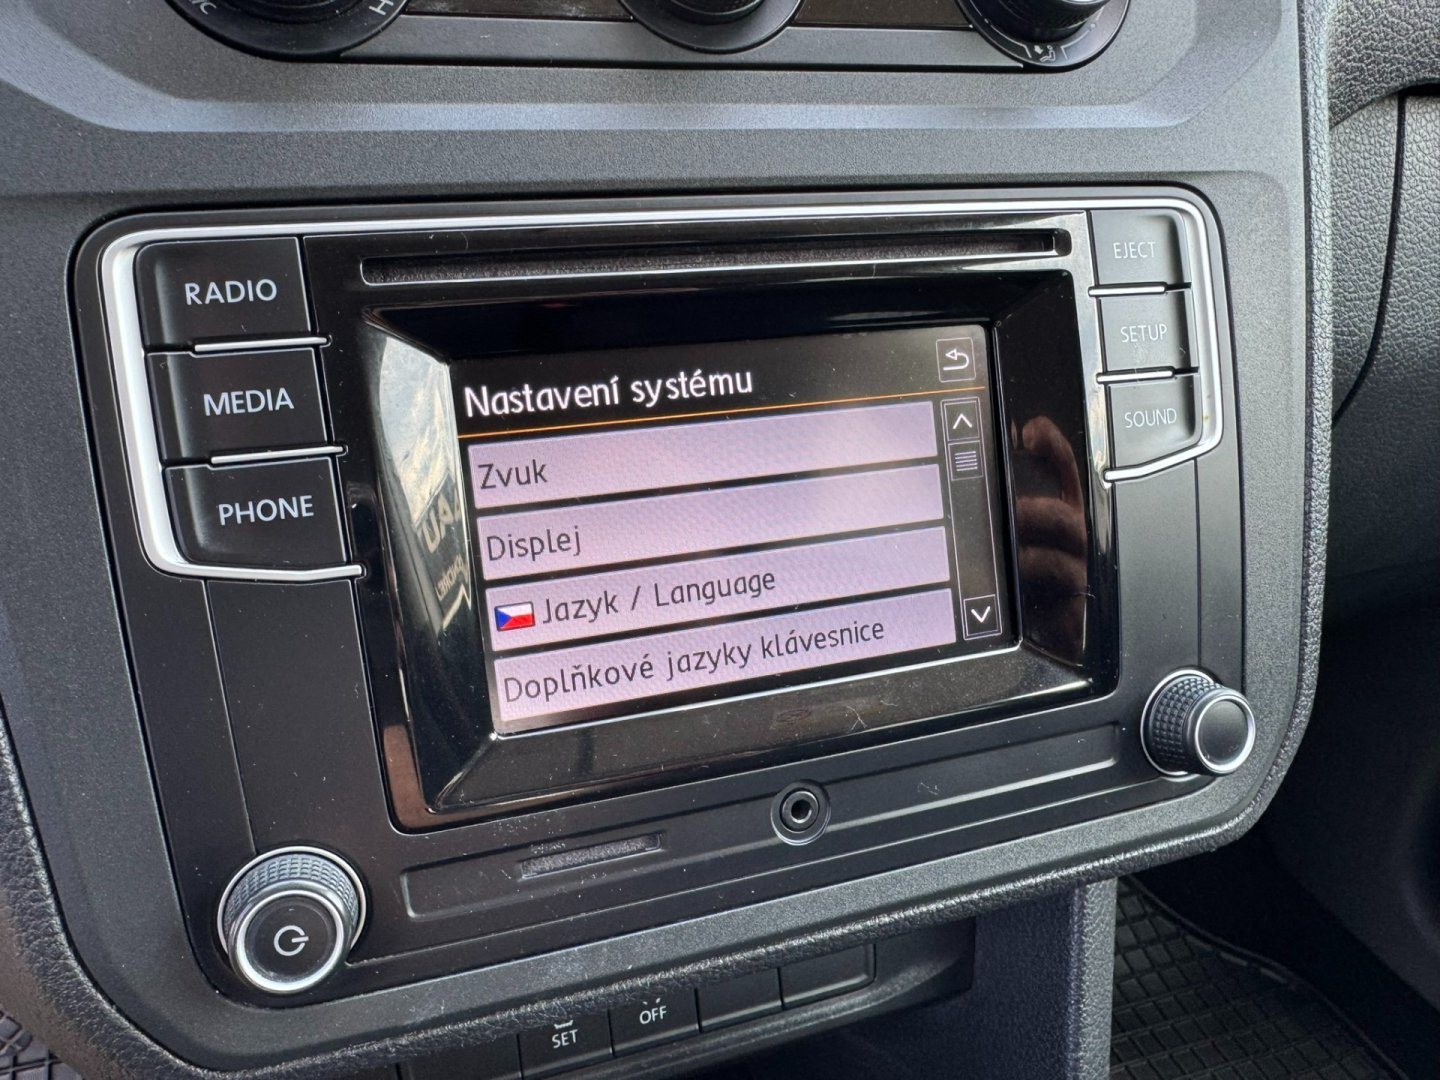 RADIO
MEDIA
PHONE
EJECT
SETUP
SOUND
Nastavení systému
Zvuk
Displej
Jazyk / Language
Doplňkové jazyky klávesnice
SET
OFF